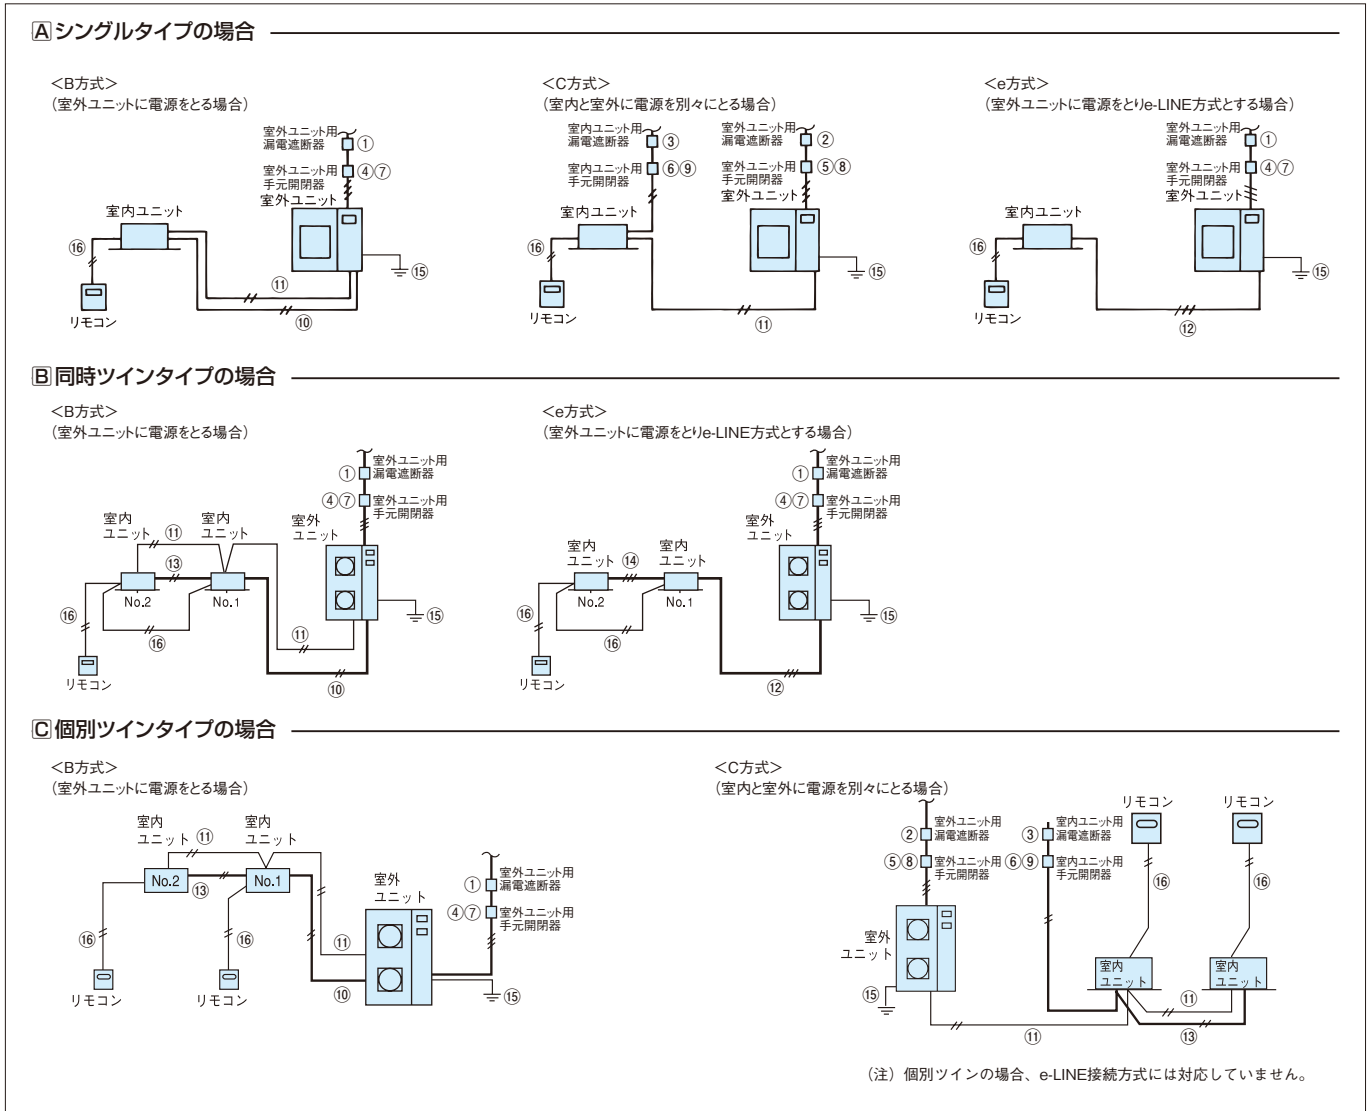 Aシングルタイプの場合
<B方式>
(室外ユニットに電源をとる場合)
室外ユニット用
漏電遮断器
①
室外ユニット用
手元開閉器
④⑦
室外ユニット
室内ユニット
⑯
リモコン
⑪
⑩
⑮
<C方式>
(室内と室外に電源を別々にとる場合)
室内ユニット用
漏電遮断器
③
室内ユニット用
手元開閉器
⑥⑨
室外ユニット用
漏電遮断器
②
室外ユニット用
手元開閉器
⑤⑧
室外ユニット
室内ユニット
⑯
リモコン
⑪
⑮
<e方式>
(室外ユニットに電源をとりe-LINE方式とする場合)
室外ユニット用
漏電遮断器
①
室外ユニット用
手元開閉器
④⑦
室外ユニット
室内ユニット
⑯
リモコン
⑫
⑮
B同時ツインタイプの場合
<B方式>
(室外ユニットに電源をとる場合)
①
室外ユニット用
漏電遮断器
④⑦
室外ユニット用
手元開閉器
室外
ユニット
室内
ユニット
⑪
室内
ユニット
⑬
No.2
No.1
⑯
⑯
リモコン
⑪
⑩
⑮
<e方式>
(室外ユニットに電源をとりe-LINE方式とする場合)
①
室外ユニット用
漏電遮断器
④⑦
室外ユニット用
手元開閉器
室外
ユニット
室内
ユニット
⑭
室内
ユニット
No.2
No.1
⑯
⑯
リモコン
⑫
⑮
C個別ツインタイプの場合
<B方式>
(室外ユニットに電源をとる場合)
室内
ユニット
⑪
室内
ユニット
No.2
⑬
No.1
室外
ユニット
①
室外ユニット用
漏電遮断器
④⑦
室外ユニット用
手元開閉器
⑯
⑯
⑪
⑩
⑮
リモコン
リモコン
<C方式>
(室内と室外に電源を別々にとる場合)
②
室外ユニット用
漏電遮断器
⑤⑧
室外ユニット用
手元開閉器
③
室内ユニット用
漏電遮断器
⑥⑨
室内ユニット用
手元開閉器
リモコン
リモコン
⑯
⑯
室外
ユニット
⑮
室内
ユニット
室内
ユニット
⑪
⑪
⑬
(注)個別ツインの場合、e-LINE接続方式には対応していません。